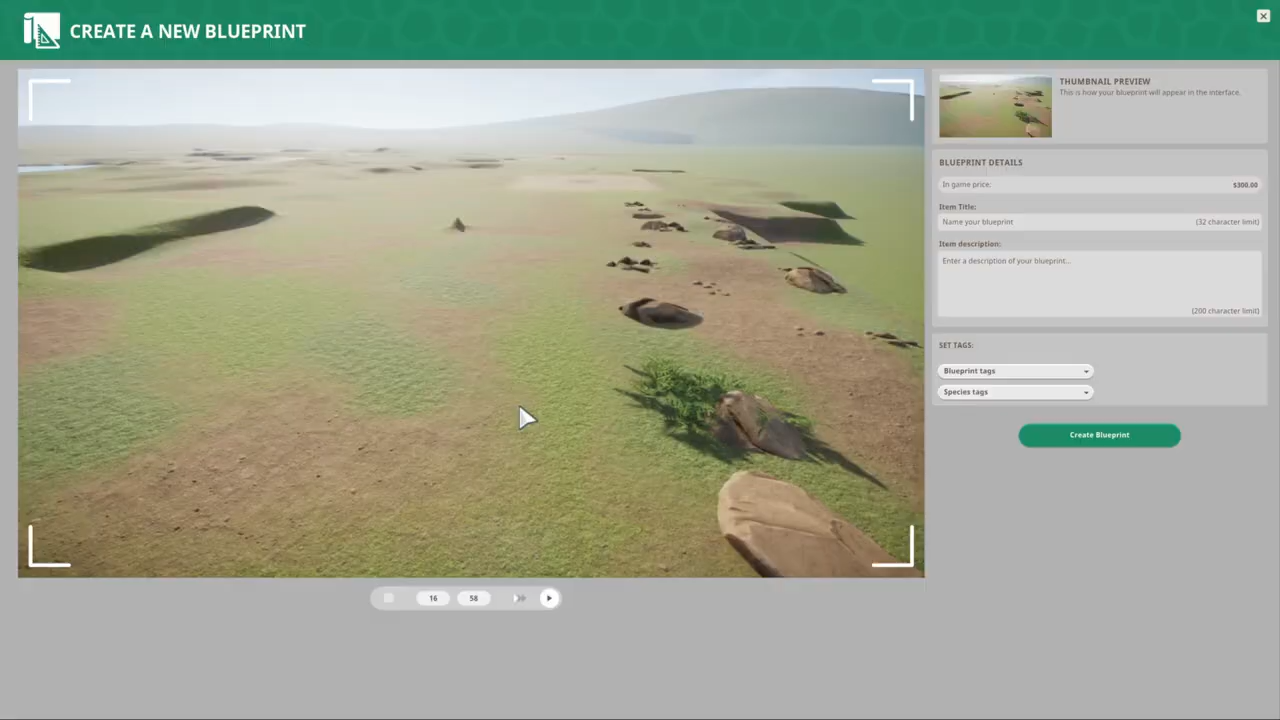 CREATE A NEW BLUEPRINT
THUMBNAIL PREVIEW
This is how your blueprint will appear in the interface.
BLUEPRINT DETAILS
In game price: $300.00
Item Title:
Name your blueprint (32 character limit)
Item description:
Enter a description of your blueprint...
(200 character limit)
SET TAGS:
Blueprint tags
Species tags
Create Blueprint
16 58